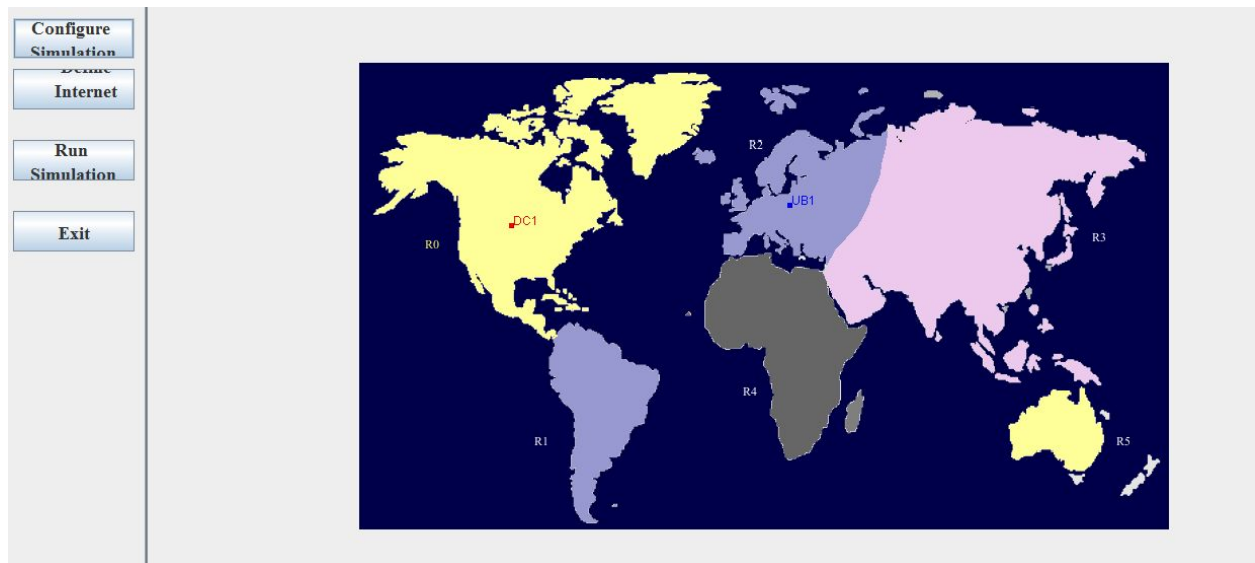 Configure
Simulation
Define
Internet
Run
Simulation
Exit
R2
UB1
DC1
R0
R3
R4
R1
R5